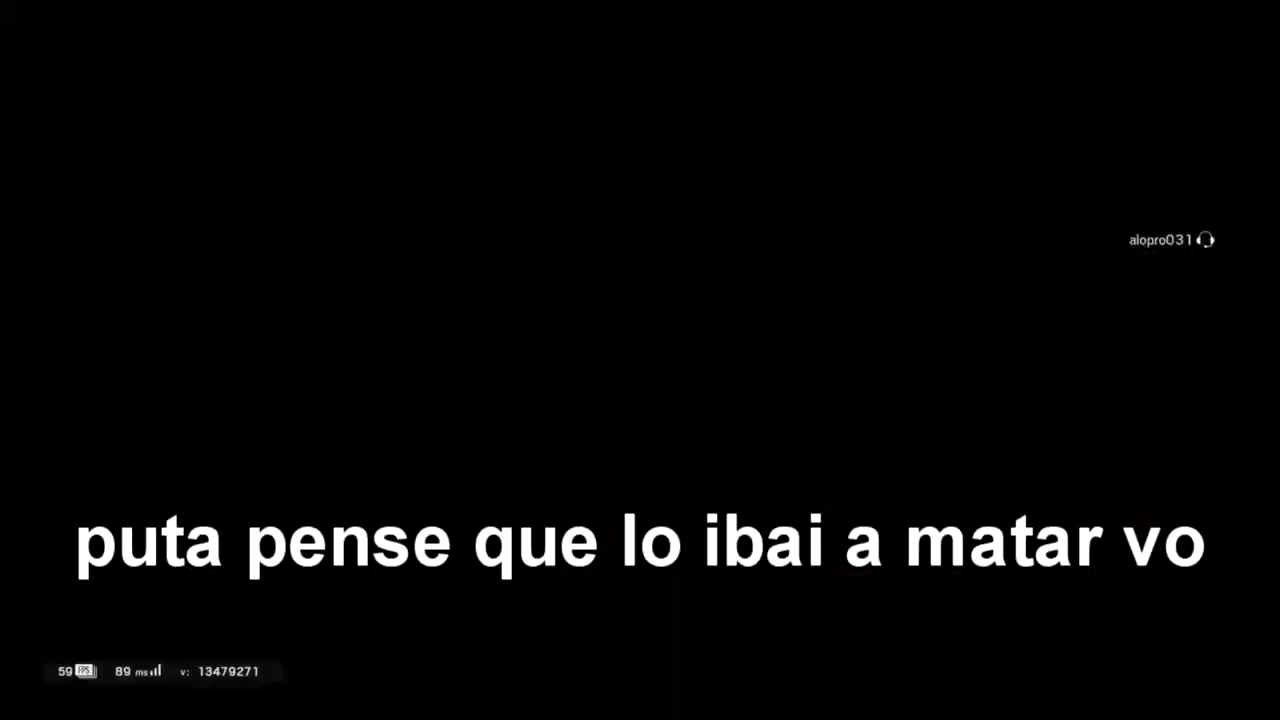 alopro031
puta pense que lo ibai a matar vo
59 FPS 89 ms v: 13479271